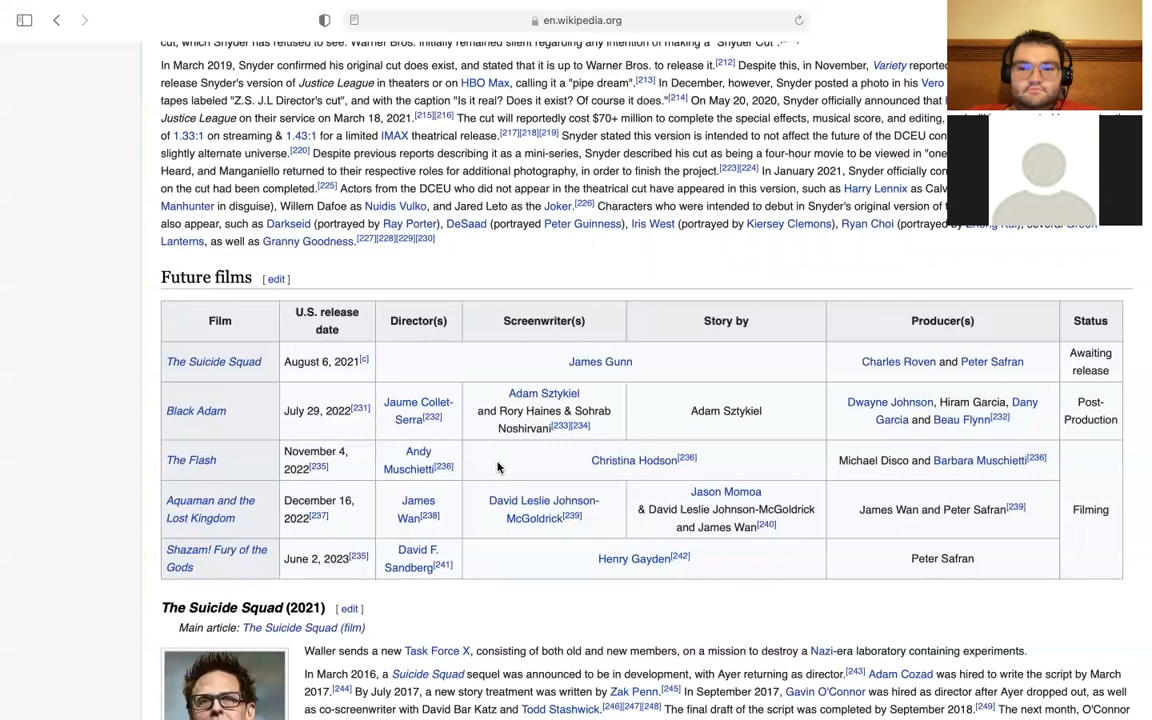 en.wikipedia.org
cut, which Snyder has refused to see. Warner Bros. initially remained silent regarding any intention of making a "Snyder Cut".
In March 2019, Snyder confirmed his original cut does exist, and stated that it is up to Warner Bros. to release it.[212] Despite this, in November, Variety reported
release Snyder's version of Justice League in theaters or on HBO Max, calling it a "pipe dream".[213] In December, however, Snyder posted a photo in his Vero
tapes labeled "Z.S. J.L Director's cut", and with the caption "Is it real? Does it exist? Of course it does."[214] On May 20, 2020, Snyder officially announced that
Justice League on their service on March 18, 2021.[215][216] The cut will reportedly cost $70+ million to complete the special effects, musical score, and editing,
of 1.33:1 on streaming & 1.43:1 for a limited IMAX theatrical release.[217][218][219] Snyder stated this version is intended to not affect the future of the DCEU con
slightly alternate universe.[220] Despite previous reports describing it as a mini-series, Snyder described his cut as being a four-hour movie to be viewed in "one
Heard, and Manganiello returned to their respective roles for additional photography, in order to finish the project.[223][224] In January 2021, Snyder officially con
on the cut had been completed.[225] Actors from the DCEU who did not appear in the theatrical cut have appeared in this version, such as Harry Lennix as Calv
Manhunter in disguise), Willem Dafoe as Nuidis Vulko, and Jared Leto as the Joker.[226] Characters who were intended to debut in Snyder's original version of
also appear, such as Darkseid (portrayed by Ray Porter), DeSaad (portrayed Peter Guinness), Iris West (portrayed by Kiersey Clemons), Ryan Choi (portrayed by several Green
Lanterns, as well as Granny Goodness.[227][228][229][230]
Future films [ edit ]
Film U.S. release date Director(s) Screenwriter(s) Story by Producer(s) Status
The Suicide Squad August 6, 2021[c] James Gunn Charles Roven and Peter Safran Awaiting release
Black Adam July 29, 2022[231] Jaume Collet-Serra[232] Adam Sztykiel and Rory Haines & Sohrab Noshirvani[233][234] Adam Sztykiel Dwayne Johnson, Hiram Garcia, Dany Garcia and Beau Flynn[232] Post-Production
The Flash November 4, 2022[235] Andy Muschietti[236] Christina Hodson[236] Michael Disco and Barbara Muschietti[236] Filming
Aquaman and the Lost Kingdom December 16, 2022[237] James Wan[238] David Leslie Johnson-McGoldrick[239] Jason Momoa & David Leslie Johnson-McGoldrick and James Wan[240] James Wan and Peter Safran[239]
Shazam! Fury of the Gods June 2, 2023[235] David F. Sandberg[241] Henry Gayden[242] Peter Safran
The Suicide Squad (2021) [ edit ]
Main article: The Suicide Squad (film)
Waller sends a new Task Force X, consisting of both old and new members, on a mission to destroy a Nazi-era laboratory containing experiments.
In March 2016, a Suicide Squad sequel was announced to be in development, with Ayer returning as director.[243] Adam Cozad was hired to write the script by March
2017.[244] By July 2017, a new story treatment was written by Zak Penn.[245] In September 2017, Gavin O'Connor was hired as director after Ayer dropped out, as well
as co-screenwriter with David Bar Katz and Todd Stashwick.[246][247][248] The final draft of the script was completed by September 2018.[249] The next month, O'Connor